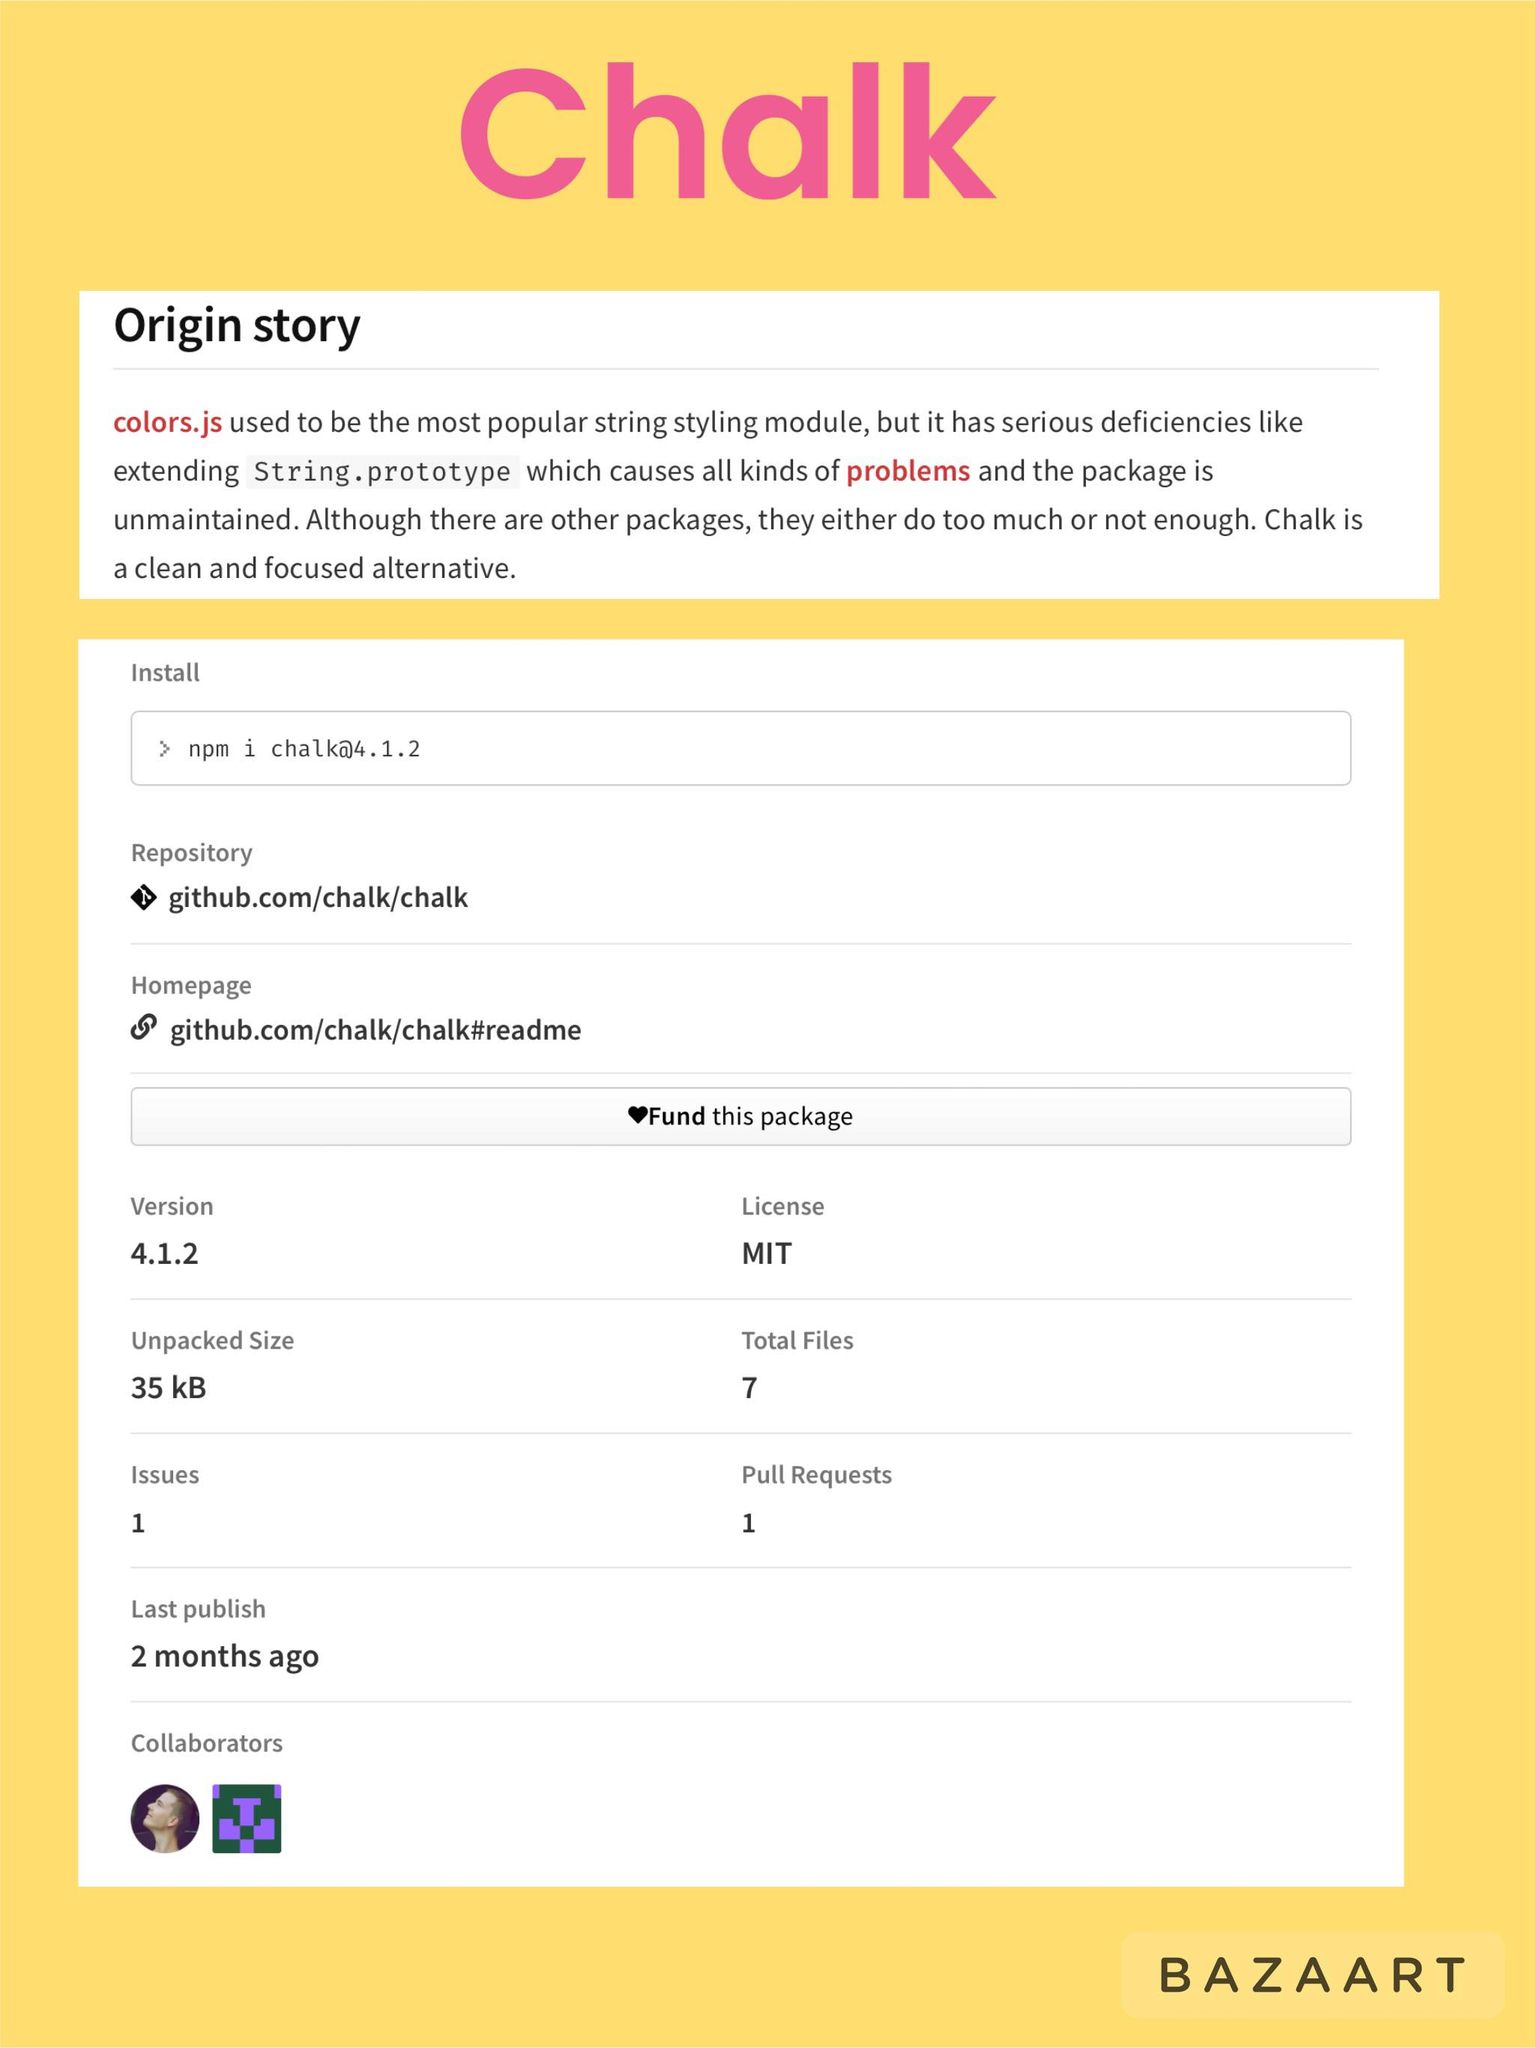 Chalk
Origin story
colors.js used to be the most popular string styling module, but it has serious deficiencies like
extending String.prototype which causes all kinds of problems and the package is
unmaintained. Although there are other packages, they either do too much or not enough. Chalk is
a clean and focused alternative.
Install
> npm i chalk@4.1.2
Repository
github.com/chalk/chalk
Homepage
github.com/chalk/chalk#readme
Fund this package
Version
License
4.1.2
MIT
Unpacked Size
Total Files
35 kB
7
Issues
Pull Requests
1
1
Last publish
2 months ago
Collaborators
BAZAART